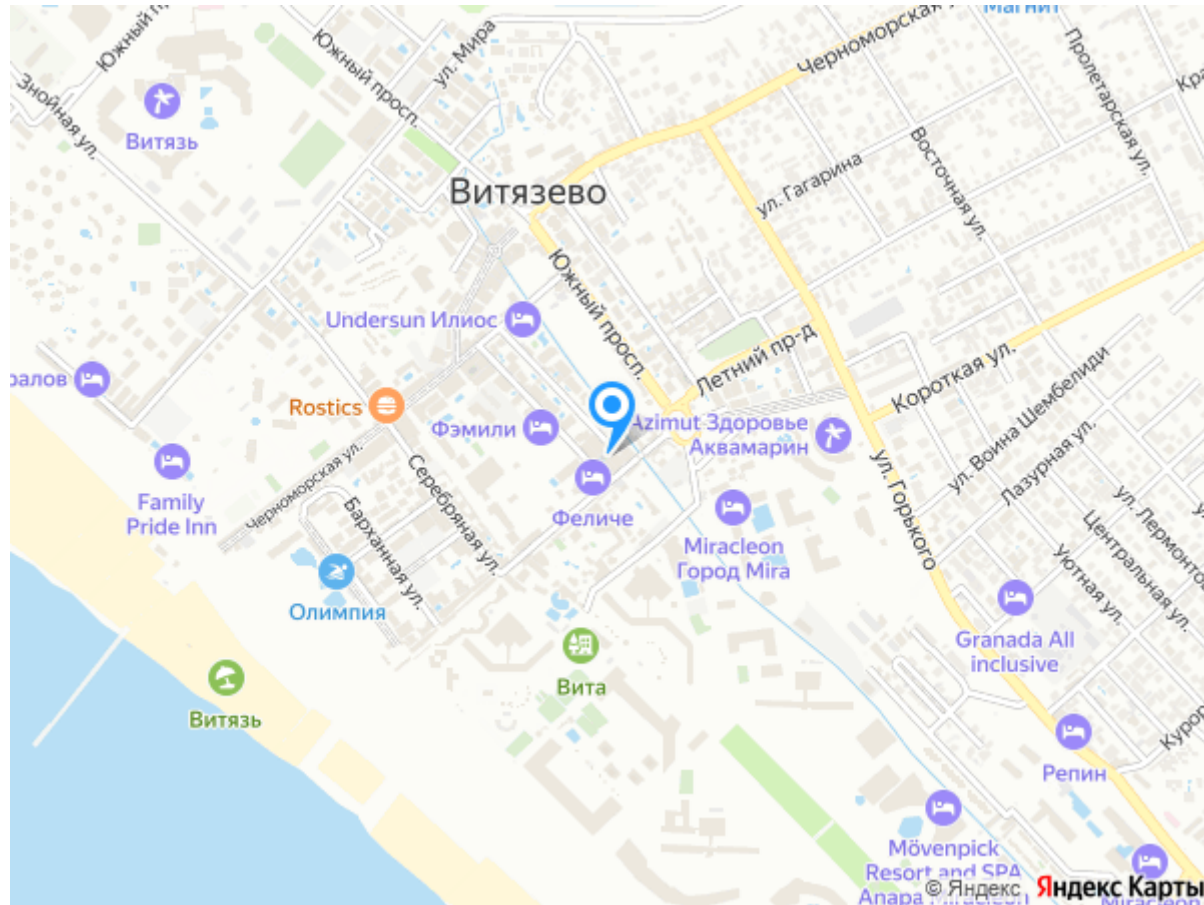 Магнит
Черноморская
Южный
Южный просп.
ул. Мира
Пролетарская ул.
Знойная ул.
Витязь
Витязево
ул. Гагарина
Восточная ул.
Undersun Илиос
Южный просп.
Летний пр-д
Короткая ул.
ул. Воина Шембелиди
Rostics
Фэмили
Azimut Здоровье
Аквамарин
Лазурная ул.
ул. Горького
Черноморская ул.
Серебряная ул.
Family
Pride Inn
Барханная ул.
Феличе
Miracleon
Город Mira
Центральная ул.
Уютная ул.
Олимпия
Granada All
inclusive
Вита
Витязь
Репин
Mövenpick
Resort and SPA
Anapa Miracleon
© Яндекс Яндекс Карты